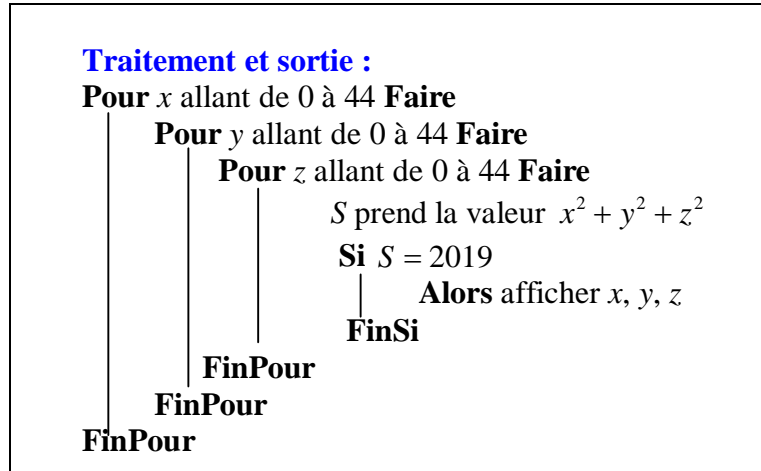 Traitement et sortie :
Pour x allant de 0 à 44 Faire
Pour y allant de 0 à 44 Faire
Pour z allant de 0 à 44 Faire
S prend la valeur x² + y² + z²
Si S = 2019
Alors afficher x, y, z
FinSi
FinPour
FinPour
FinPour